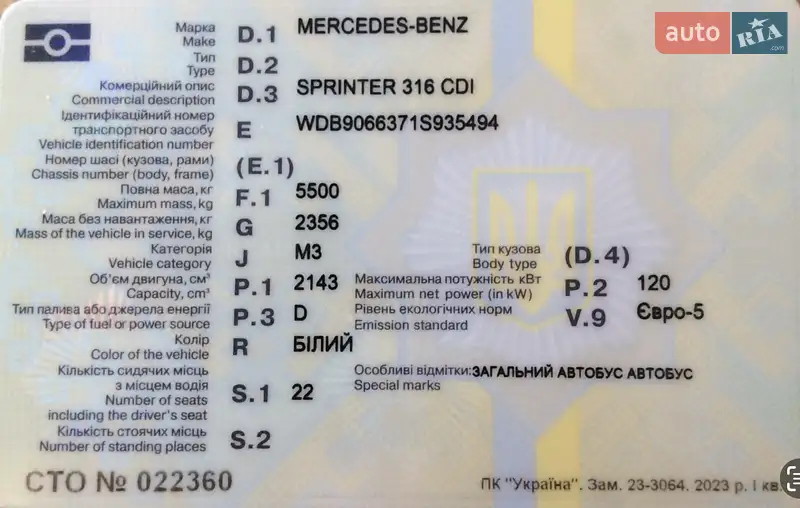 auto RIA .com
Марка
Make
D.1 MERCEDES-BENZ
Тип
Type
D.2
Комерційний опис
Commercial description
D.3 SPRINTER 316 CDI
Ідентифікаційний номер
транспортного засобу
Vehicle identification number
E WDB9066371S935494
Номер шасі (кузова, рами)
Chassis number (body, frame)
(E.1)
Повна маса, кг
Maximum mass, kg
F.1 5500
Маса без навантаження, кг
Mass of the vehicle in service, kg
G 2356
Категорія
Vehicle category
J M3
Тип кузова
Body type
(D.4)
Об'єм двигуна, см³
Capacity, cm³
P.1 2143
Максимальна потужність кВт
Maximum net power (in kW)
P.2 120
Тип палива або джерела енергії
Type of fuel or power source
P.3 D
Рівень екологічних норм
Emission standard
V.9 Євро-5
Колір
Color of the vehicle
R БІЛИЙ
Кількість сидячих місць
з місцем водія
Number of seats
including the driver's seat
S.1 22
Особливі відмітки: ЗАГАЛЬНИЙ АВТОБУС АВТОБУС
Special marks
Кількість стоячих місць
Number of standing places
S.2
СТО № 022360
ПК "Україна". Зам. 23-3064. 2023 р. І кв.